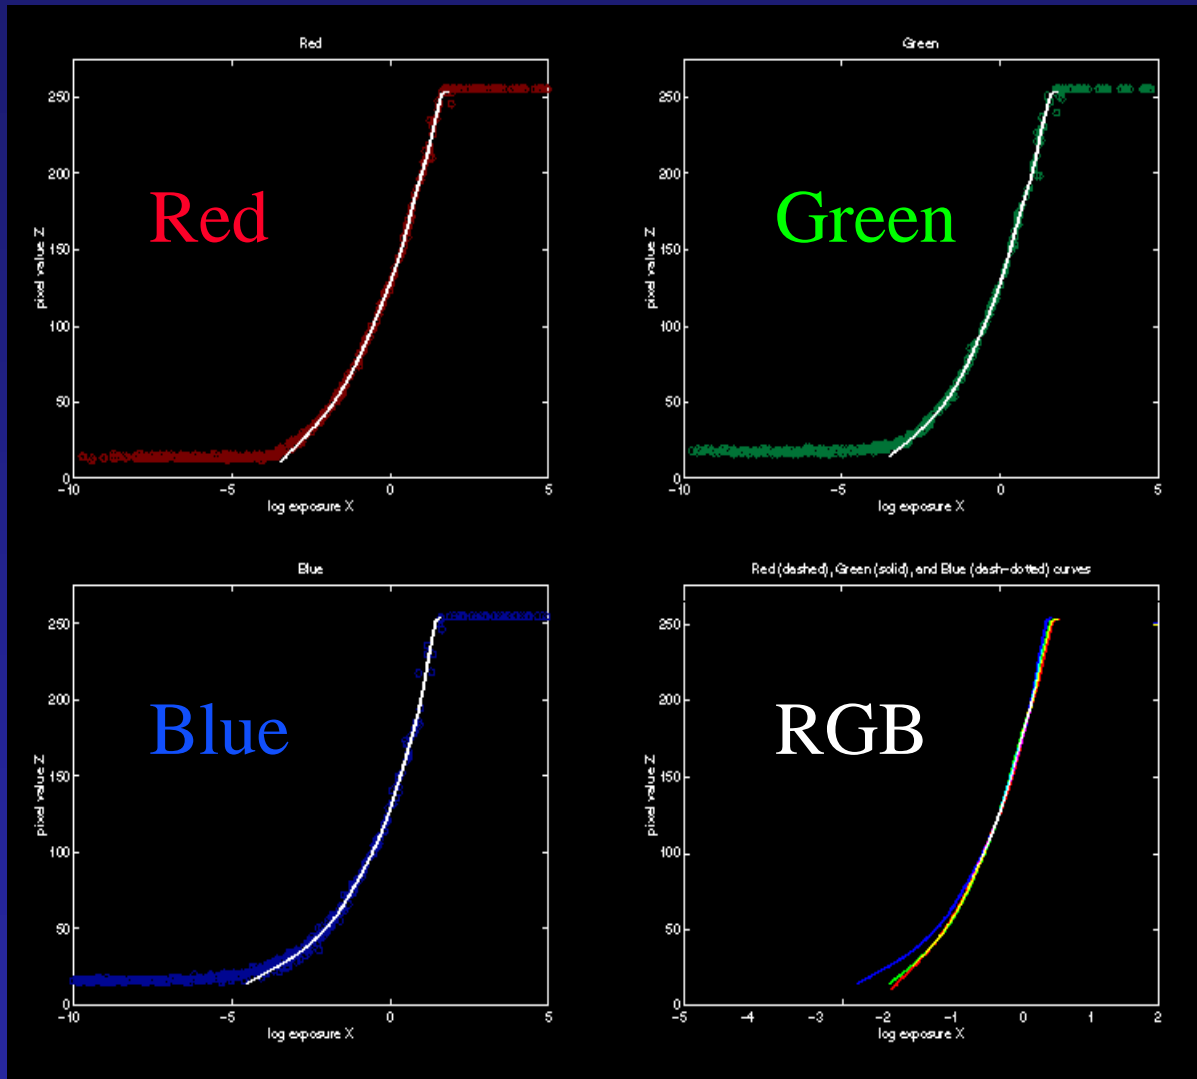 Red
250
200
150
100
50
0
pixel value Z
Red
-10
-5
0
5
log exposure X
Green
250
200
150
100
50
0
pixel value Z
Green
-10
-5
0
5
log exposure X
Blue
250
200
150
100
50
0
pixel value Z
Blue
-10
-5
0
5
log exposure X
Red (dashed), Green (solid), and Blue (dash-dotted) curves
250
200
150
100
50
0
pixel value Z
RGB
-5
-4
-3
-2
-1
0
1
2
log exposure X